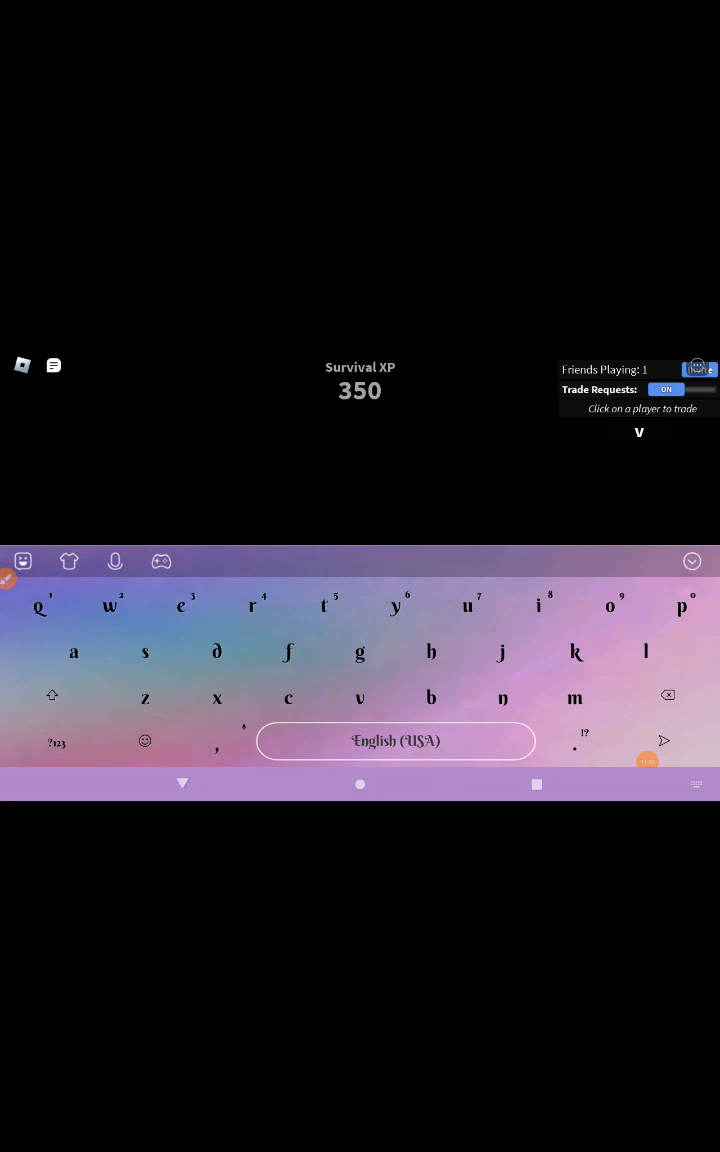 Survival XP
350
Friends Playing: 1
Invite
Trade Requests: ON
Click on a player to trade
v
q 1 w 2 e 3 r 4 t 5 y 6 u 7 i 8 o 9 p 0
a s d f g h j k l
z x c v b n m
?123 , English (USA) . !?